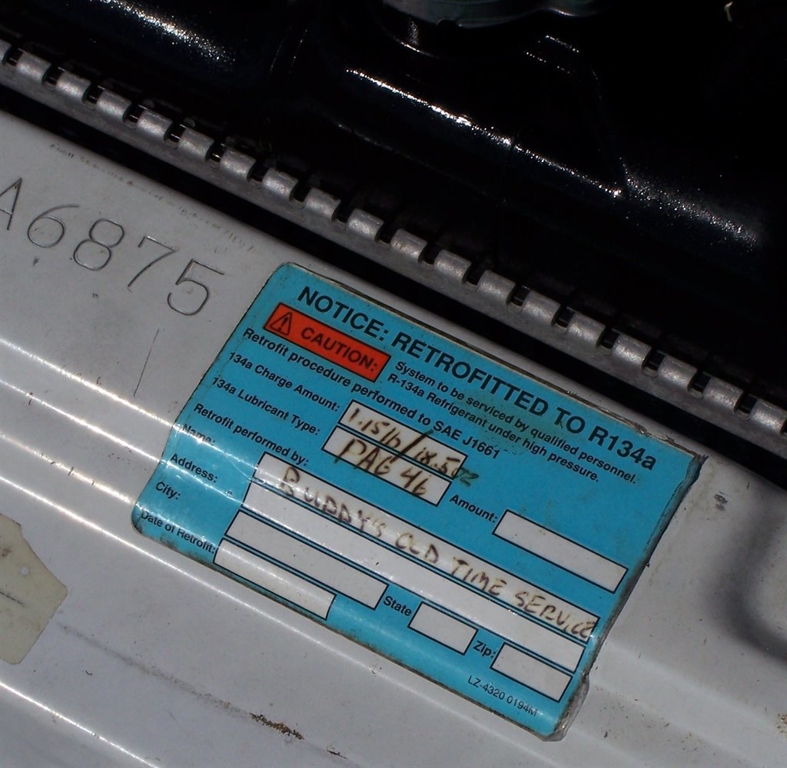 A6875
NOTICE: RETROFITTED TO R134a
CAUTION:
System to be serviced by qualified personnel.
R-134a Refrigerant under high pressure.
Retrofit procedure performed to SAE J1661
134a Charge Amount: 1.15lb/18.5oz
134a Lubricant Type: PAG 46
Amount:
Retrofit performed by:
Name: BUDDY'S OLD TIME SERVICE
Address:
City:
State
Zip:
Date of Retrofit:
LZ-4320 0194M